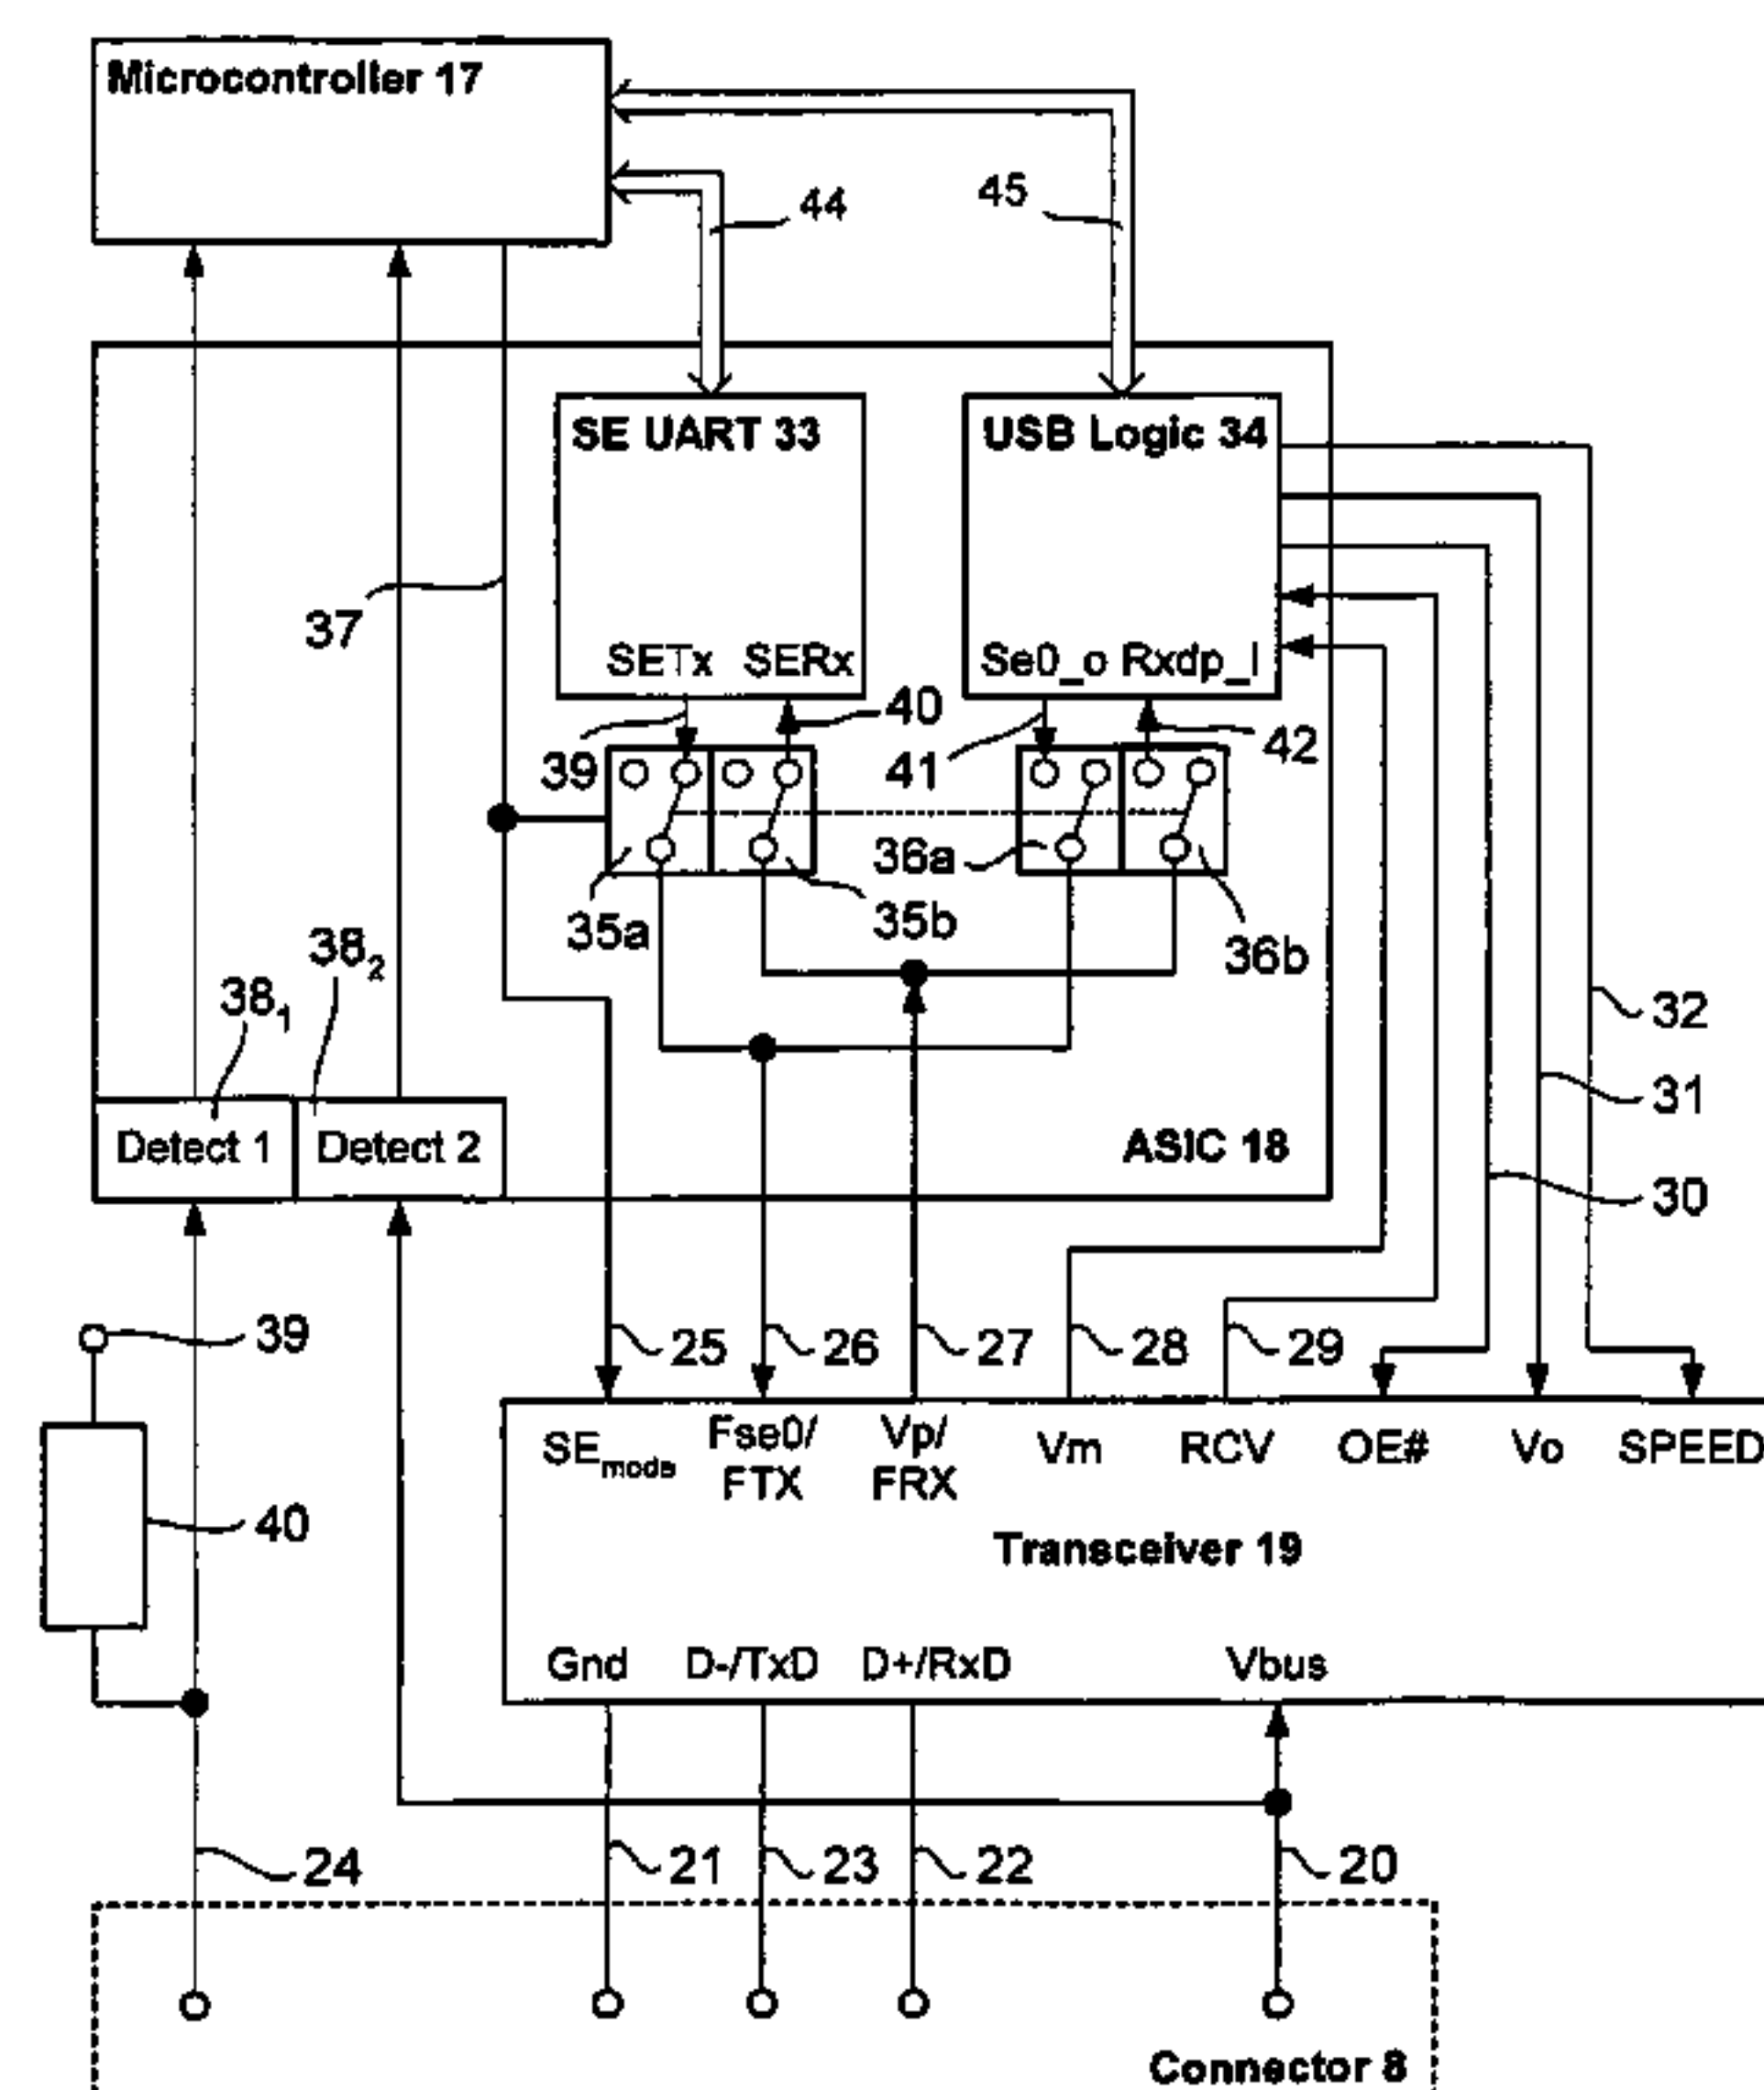 Microcontroller 17
44
45
SE UART 33
USB Logic 34
37
SETx SERx
Se0_o Rxdp_I
40
39
41
42
36a
35a
35b
36b
38₂
38₁
32
31
Detect 1
Detect 2
ASIC 18
30
39
25
26
27
28
29
SEmode
Fse0/
FTX
Vp/
FRX
Vm
RCV
OE#
Vo
SPEED
40
Transceiver 19
Gnd
D-/TxD
D+/RxD
Vbus
24
21
23
22
20
Connector 8